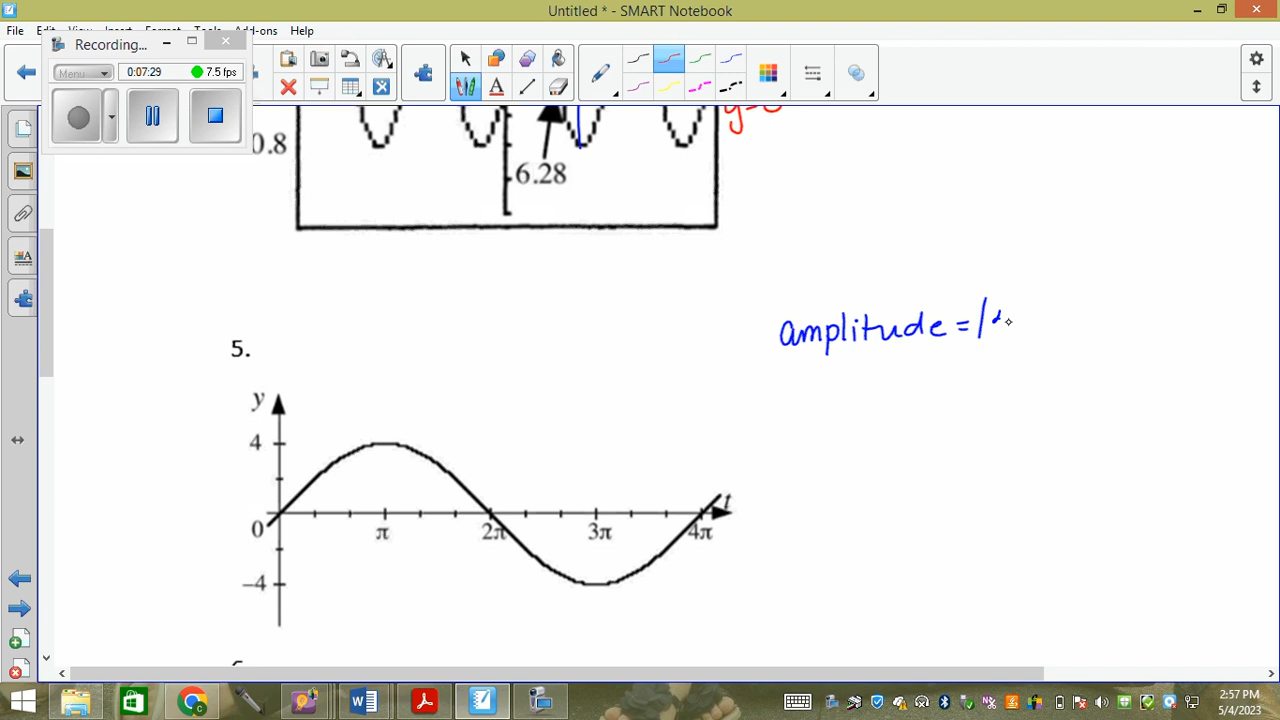 Untitled * - SMART Notebook
File Edit View Insert Format Tools Add-ons Help
Recording...
Menu 0:07:29 7.5 fps
0.8
6.28
amplitude = |
5.
y
4
0
π 2π 3π 4π
t
-4
2:57 PM
5/4/2023